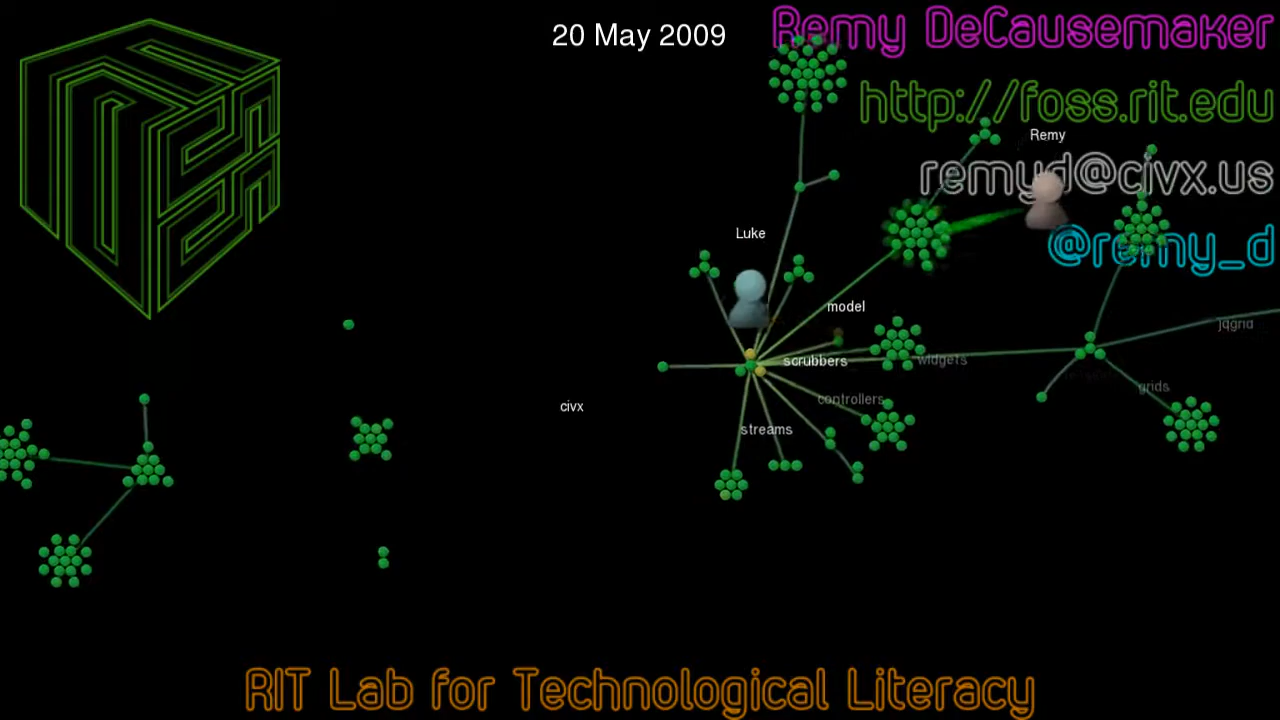 20 May 2009
Remy DeCausemaker
http://foss.rit.edu
Remy
remyd@civx.us
Luke
@remy_d
model
jqgrid
scrubbers
widgets
grids
controllers
civx
streams
RIT Lab for Technological Literacy